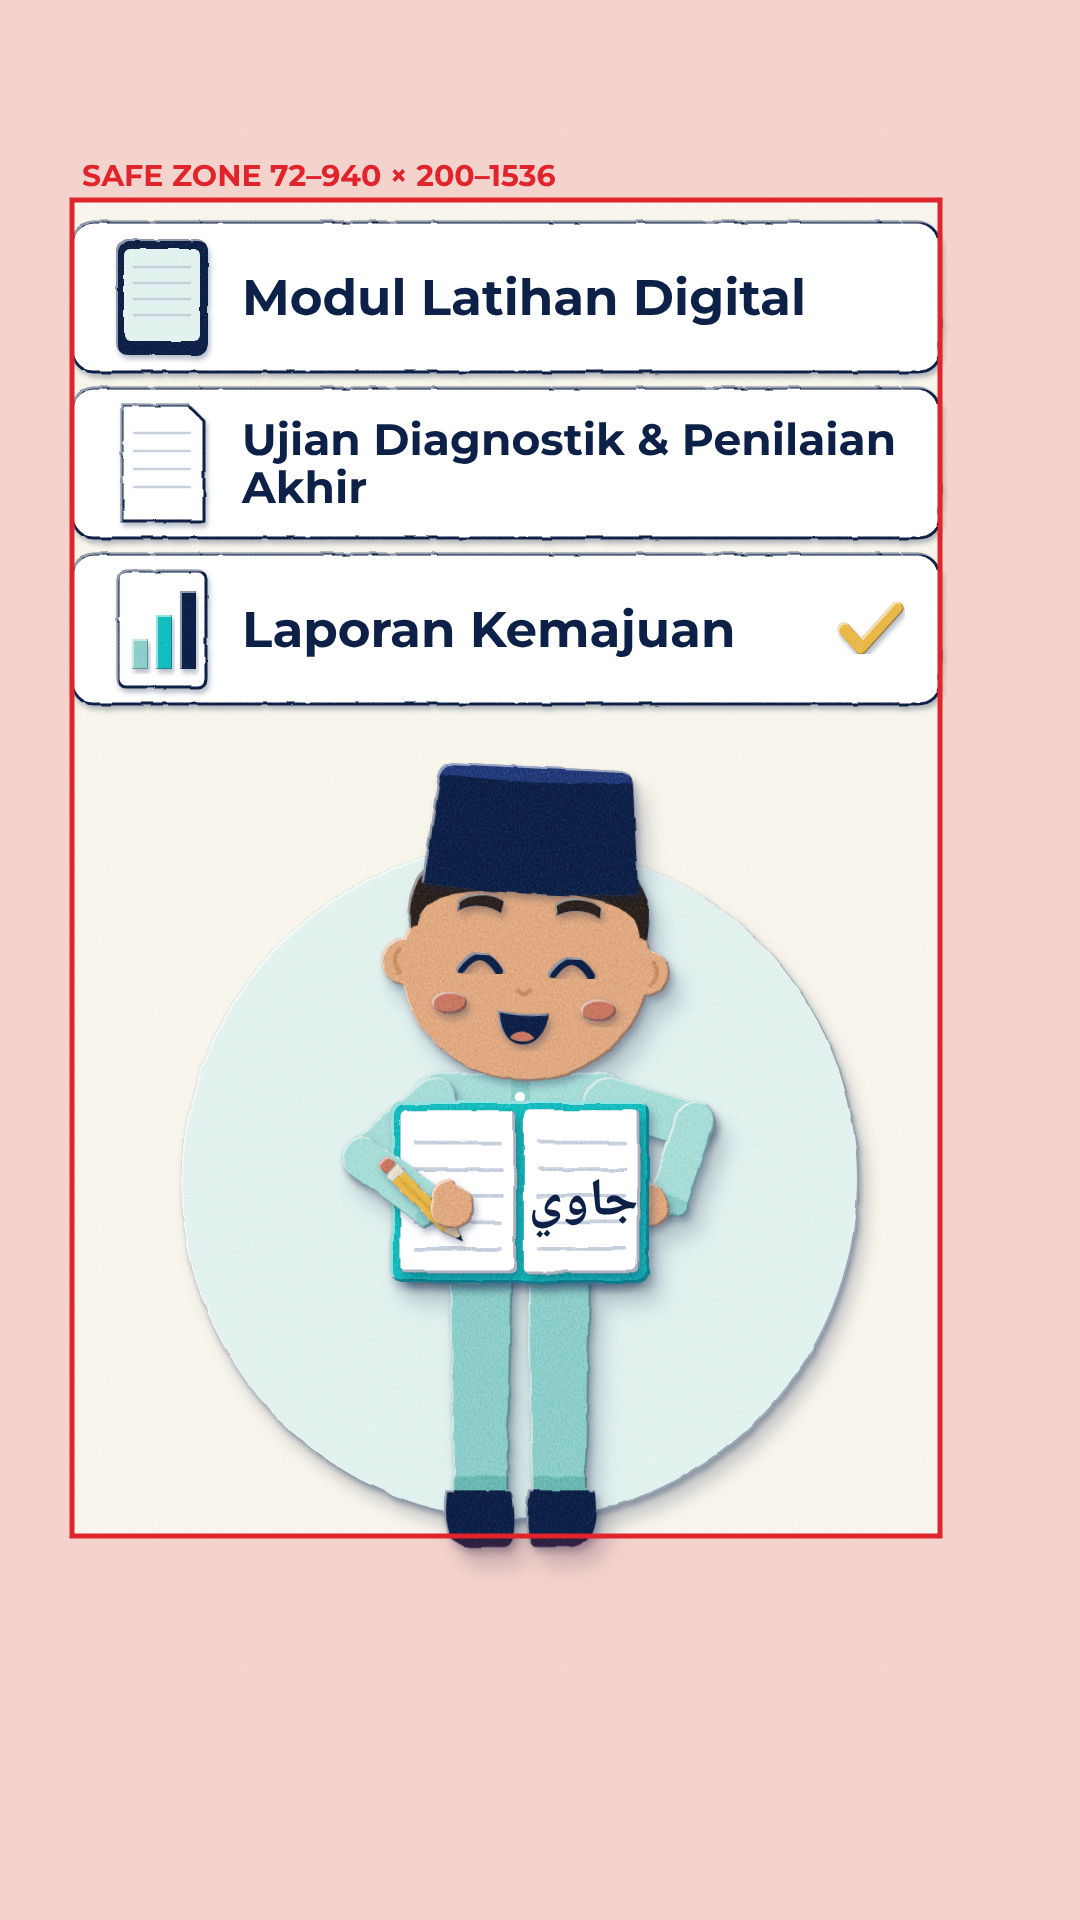 SAFE ZONE 72–940 × 200–1536
Modul Latihan Digital
Ujian Diagnostik & Penilaian
Akhir
Laporan Kemajuan
جاوي